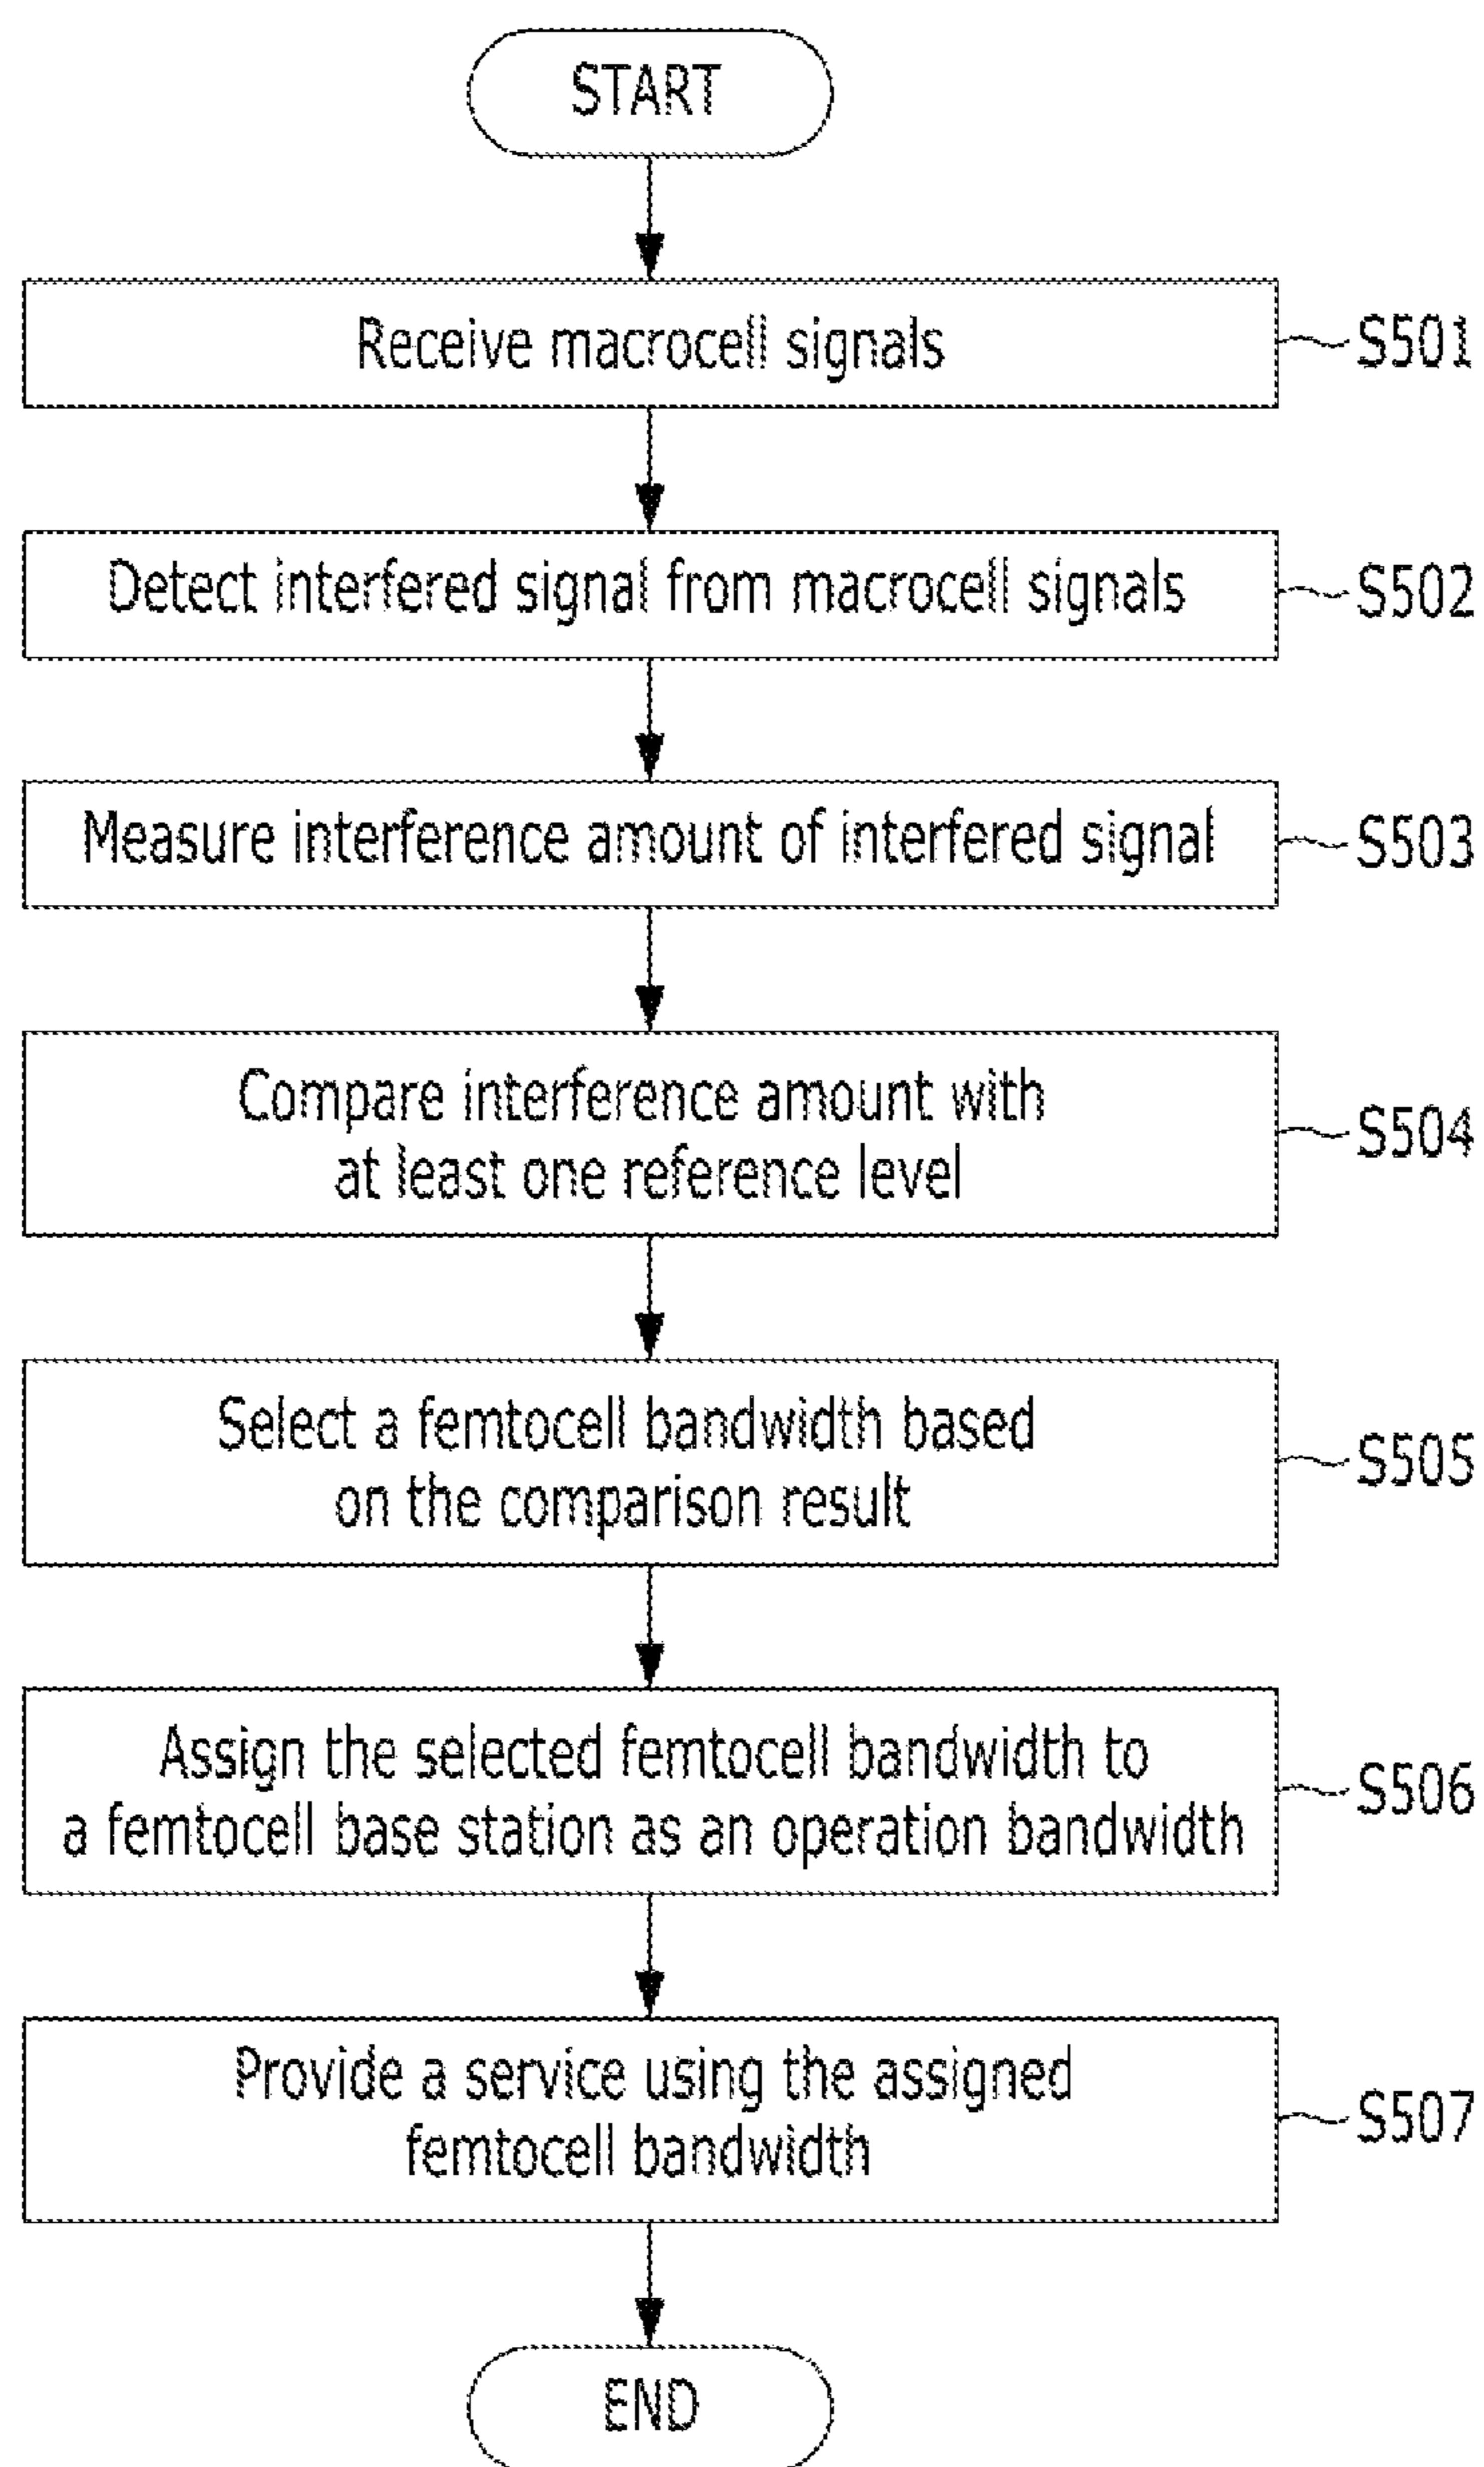 START
Receive macrocell signals
S501
Detect interfered signal from macrocell signals
S502
Measure interference amount of interfered signal
S503
Compare interference amount with
at least one reference level
S504
Select a femtocell bandwidth based
on the comparison result
S505
Assign the selected femtocell bandwidth to
a femtocell base station as an operation bandwidth
S506
Provide a service using the assigned
femtocell bandwidth
S507
END